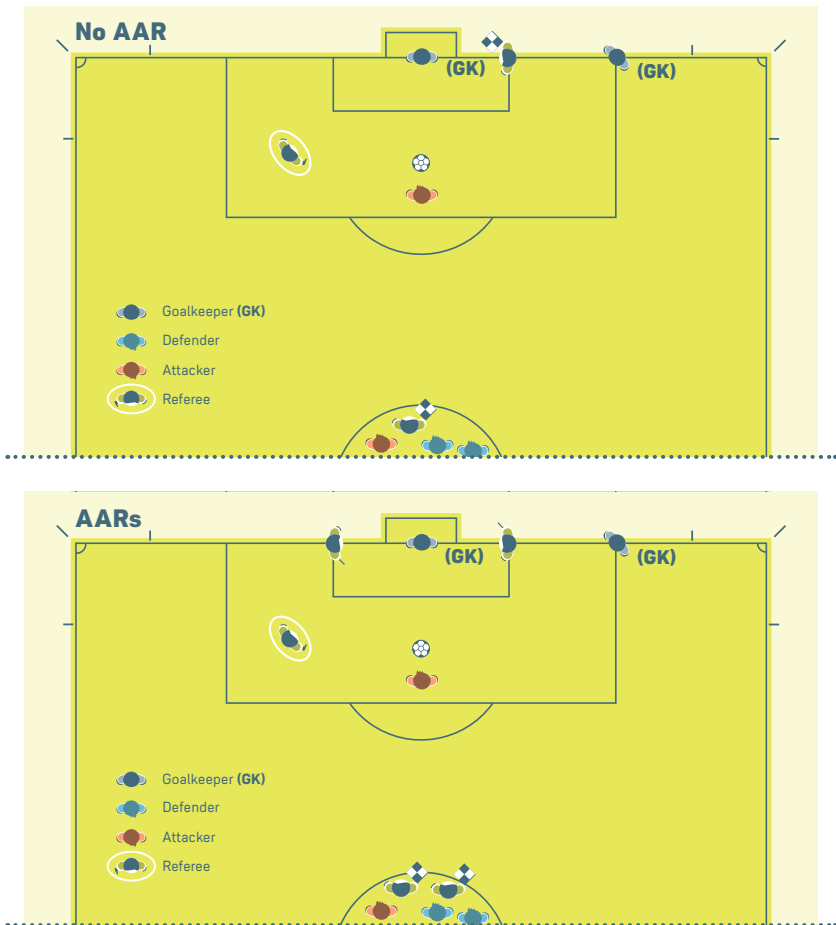 No AAR
(GK)
(GK)
Goalkeeper (GK)
Defender
Attacker
Referee
AARs
(GK)
(GK)
Goalkeeper (GK)
Defender
Attacker
Referee